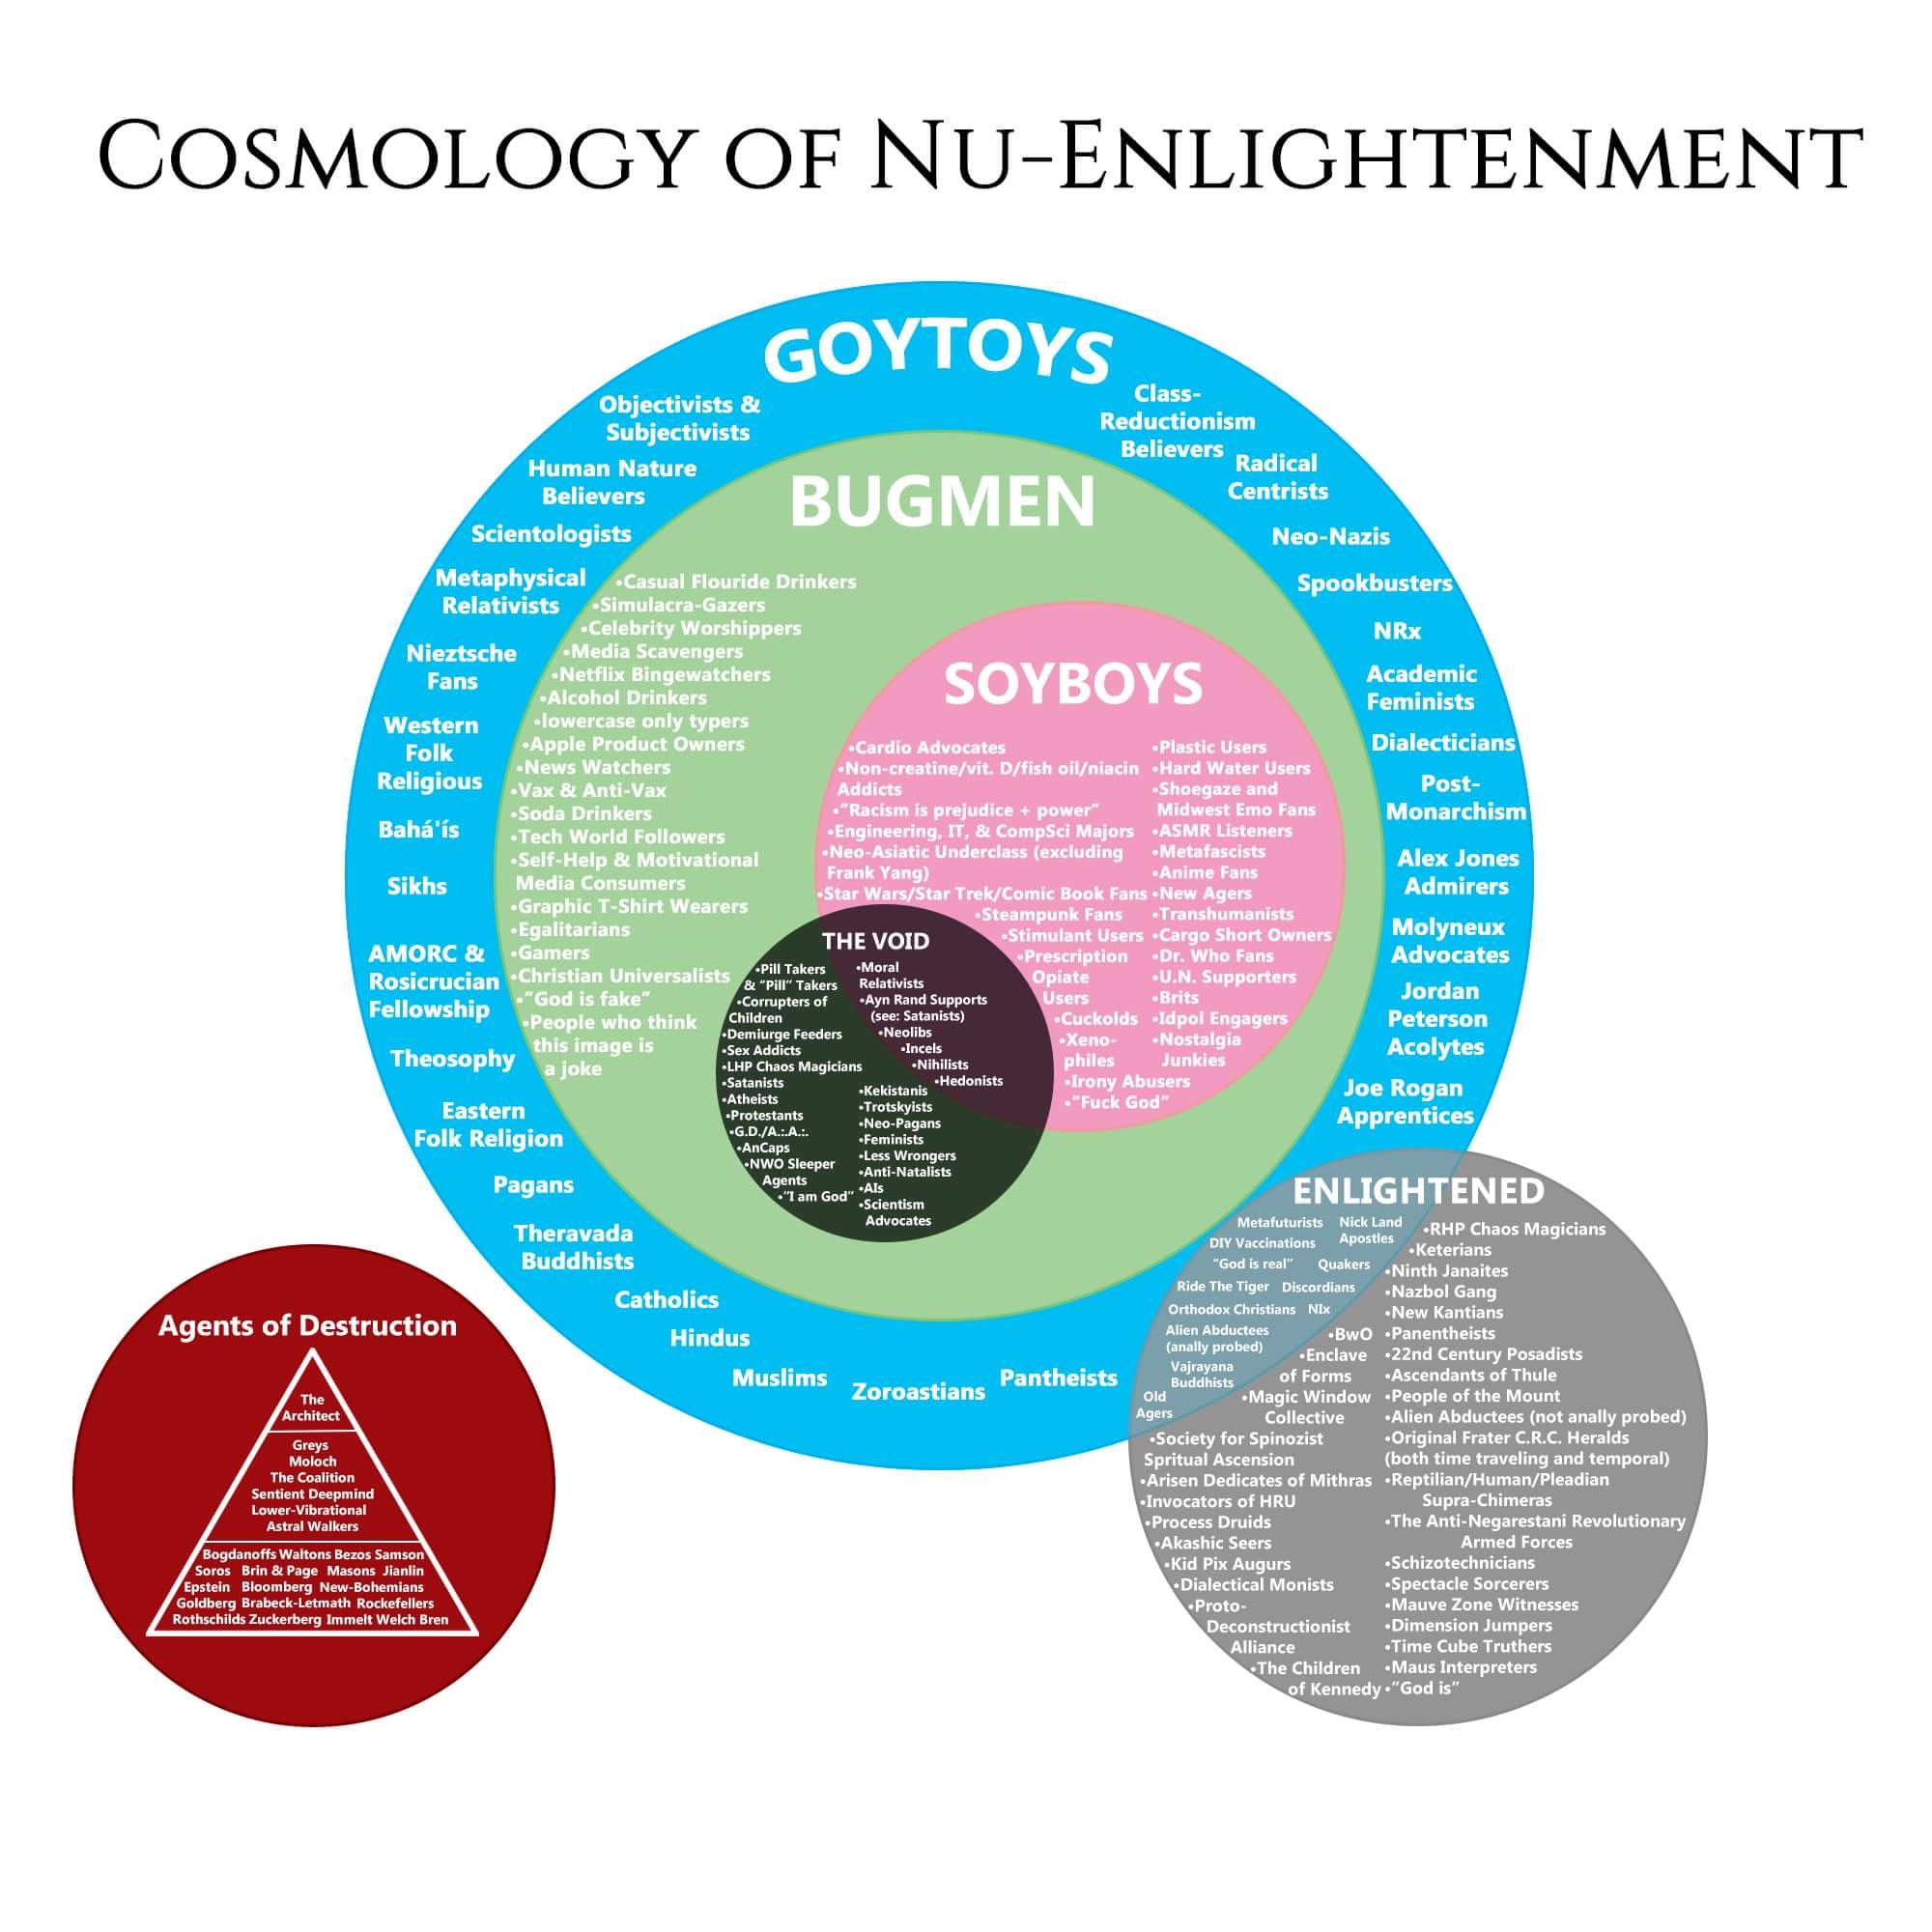 Cosmology of Nu-Enlightenment
GOYTOYS
Objectivists &
Subjectivists
Human Nature
Believers
Scientologists
Metaphysical
Relativists
Nieztsche
Fans
Western
Folk
Religious
Bahá'ís
Sikhs
AMORC &
Rosicrucian
Fellowship
Theosophy
Eastern
Folk Religion
Pagans
Theravada
Buddhists
Catholics
Hindus
Muslims
Zoroastians
Pantheists
Class-
Reductionism
Believers
Radical
Centrists
Neo-Nazis
Spookbusters
NRx
Academic
Feminists
Dialecticians
Post-
Monarchism
Alex Jones
Admirers
Molyneux
Advocates
Jordan
Peterson
Acolytes
Joe Rogan
Apprentices
BUGMEN
•Casual Flouride Drinkers
•Simulacra-Gazers
•Celebrity Worshippers
•Media Scavengers
•Netflix Bingewatchers
•Alcohol Drinkers
•lowercase only typers
•Apple Product Owners
•News Watchers
•Vax & Anti-Vax
•Soda Drinkers
•Tech World Followers
•Self-Help & Motivational
Media Consumers
•Graphic T-Shirt Wearers
•Egalitarians
•Gamers
•Christian Universalists
•"God is fake"
•People who think
this image is
a joke
SOYBOYS
•Cardio Advocates
•Non-creatine/vit. D/fish oil/niacin
Addicts
•"Racism is prejudice + power"
•Engineering, IT, & CompSci Majors
•Neo-Asiatic Underclass (excluding
Frank Yang)
•Star Wars/Star Trek/Comic Book Fans
•Steampunk Fans
•Stimulant Users
•Prescription
Opiate
Users
•Cuckolds
•Xeno-
philes
•Irony Abusers
•"Fuck God"
•Plastic Users
•Hard Water Users
•Shoegaze and
Midwest Emo Fans
•ASMR Listeners
•Metafascists
•Anime Fans
•New Agers
•Transhumanists
•Cargo Short Owners
•Dr. Who Fans
•U.N. Supporters
•Brits
•Idpol Engagers
•Nostalgia
Junkies
THE VOID
•Pill Takers
& "Pill" Takers
•Corrupters of
Children
•Demiurge Feeders
•Sex Addicts
•LHP Chaos Magicians
•Satanists
•Atheists
•Protestants
•G.D./A.:.A.:.
•AnCaps
•NWO Sleeper
Agents
•"I am God"
•Moral
Relativists
•Ayn Rand Supports
(see: Satanists)
•Neolibs
•Incels
•Nihilists
•Hedonists
•Kekistanis
•Trotskyists
•Neo-Pagans
•Feminists
•Less Wrongers
•Anti-Natalists
•AIs
•Scientism
Advocates
ENLIGHTENED
Metafuturists
Nick Land
Apostles
DIY Vaccinations
"God is real"
Quakers
Ride The Tiger
Discordians
Orthodox Christians
NIx
Alien Abductees
(anally probed)
Vajrayana
Buddhists
Old
Agers
•BwO
•Enclave
of Forms
•Magic Window
Collective
•Society for Spinozist
Spritual Ascension
•Arisen Dedicates of Mithras
•Invocators of HRU
•Process Druids
•Akashic Seers
•Kid Pix Augurs
•Dialectical Monists
•Proto-
Deconstructionist
Alliance
•The Children
of Kennedy
•RHP Chaos Magicians
•Keterians
•Ninth Janaites
•Nazbol Gang
•New Kantians
•Panentheists
•22nd Century Posadists
•Ascendants of Thule
•People of the Mount
•Alien Abductees (not anally probed)
•Original Frater C.R.C. Heralds
(both time traveling and temporal)
•Reptilian/Human/Pleadian
Supra-Chimeras
•The Anti-Negarestani Revolutionary
Armed Forces
•Schizotechnicians
•Spectacle Sorcerers
•Mauve Zone Witnesses
•Dimension Jumpers
•Time Cube Truthers
•Maus Interpreters
•"God is"
Agents of Destruction
The
Architect
Greys
Moloch
The Coalition
Sentient Deepmind
Lower-Vibrational
Astral Walkers
Bogdanoffs Waltons Bezos Samson
Soros Brin & Page Masons Jianlin
Epstein Bloomberg New-Bohemians
Goldberg Brabeck-Letmath Rockefellers
Rothschilds Zuckerberg Immelt Welch Bren